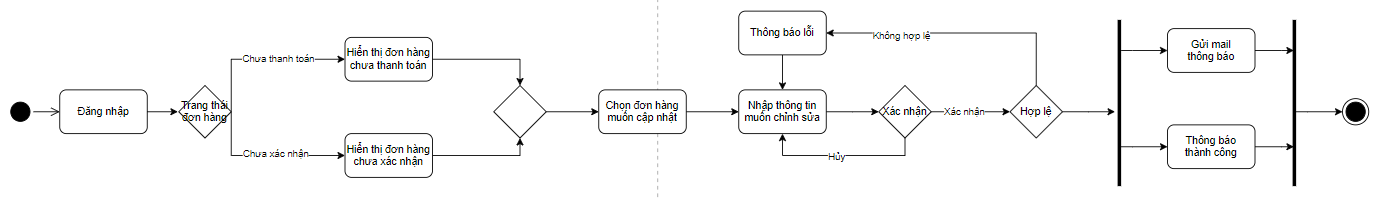 Đăng nhập
Trang thái
đơn hàng
Chưa thanh toán
Hiển thị đơn hàng
chưa thanh toán
Chưa xác nhận
Hiển thị đơn hàng
chưa xác nhận
Chọn đơn hàng
muốn cập nhật
Thông báo lỗi
Nhập thông tin
muốn chỉnh sửa
Xác nhận
Hủy
Xác nhận
Hợp lệ
Không hợp lệ
Gửi mail
thông báo
Thông báo
thành công